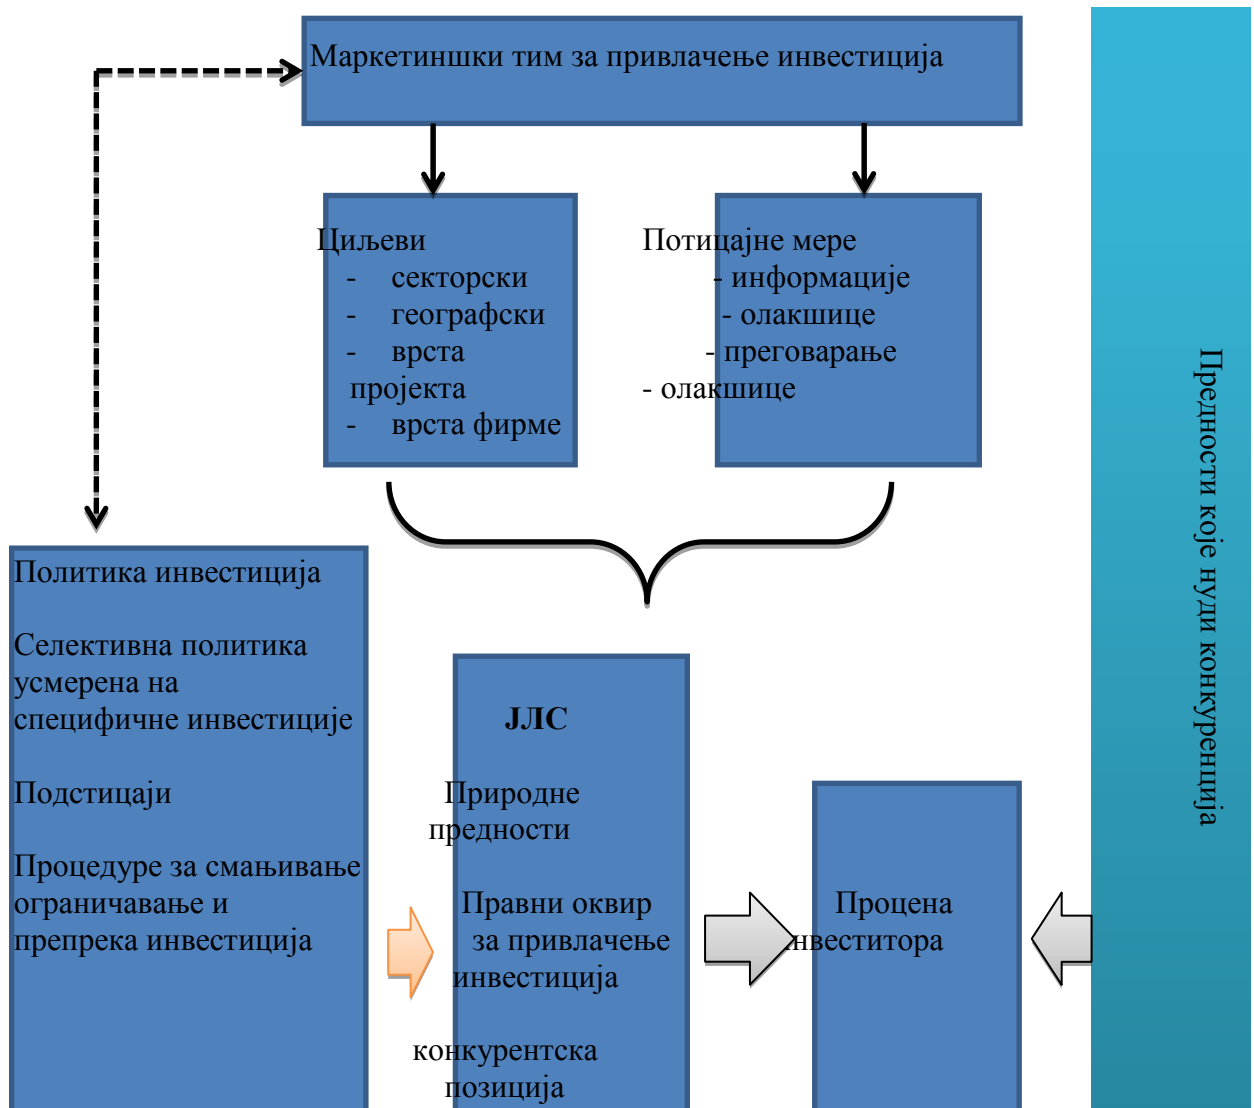 Маркетиншки тим за привлачење инвестиција
Циљеви
- секторски
- географски
- врста
пројекта
- врста фирме
Потицајне мере
- информације
- олакшице
- преговарање
- олакшице
Политика инвестиција
Селективна политика
усмерена на
специфичне инвестиције
Подстицаји
Процедуре за смањивање
ограничавање и
препрека инвестиција
ЈЛС
Природне
предности
Правни оквир
за привлачење
инвестиција
конкурентска
позиција
Процена
инвеститора
Предности које нуди конкуренција